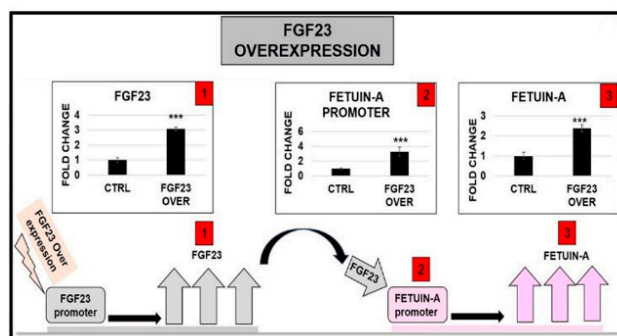 FGF23
OVEREXPRESSION
FGF23
1
FOLD CHANGE
4
3
2
1
0
***
CTRL
FGF23
OVER
FETUIN-A
PROMOTER
2
FOLD CHANGE
6
4
2
0
***
CTRL
FGF23
OVER
FETUIN-A
3
FOLD CHANGE
3
2
1
0
***
CTRL
FGF23
OVER
FGF23 Over
expression
FGF23
promoter
1
FGF23
FGF23
2
FETUIN-A
promoter
3
FETUIN-A